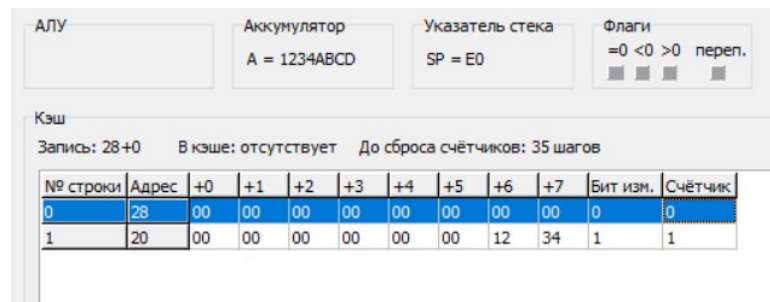 АЛУ Аккумулятор Указатель стека Флаги
A = 1234ABCD SP = E0 =0 <0 >0 переп.
Кэш
Запись: 28+0 В кэше: отсутствует До сброса счётчиков: 35 шагов
№ строки Адрес +0 +1 +2 +3 +4 +5 +6 +7 Бит изм. Счётчик
0 28 00 00 00 00 00 00 00 00 0 0
1 20 00 00 00 00 00 00 12 34 1 1